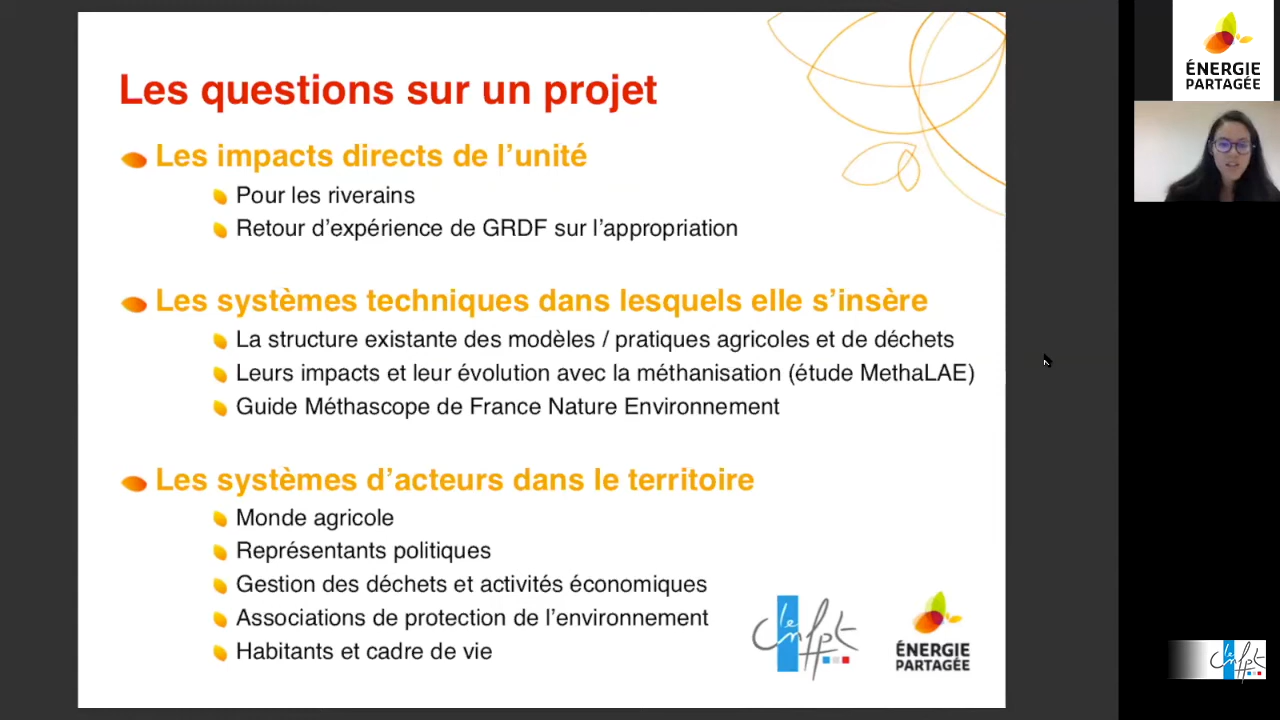 Les questions sur un projet
Les impacts directs de l’unité
Pour les riverains
Retour d’expérience de GRDF sur l’appropriation
Les systèmes techniques dans lesquels elle s’insère
La structure existante des modèles / pratiques agricoles et de déchets
Leurs impacts et leur évolution avec la méthanisation (étude MethaLAE)
Guide Méthascope de France Nature Environnement
Les systèmes d’acteurs dans le territoire
Monde agricole
Représentants politiques
Gestion des déchets et activités économiques
Associations de protection de l’environnement
Habitants et cadre de vie
le
cnfpt
ÉNERGIE
PARTAGÉE
ÉNERGIE
PARTAGÉE
le
cnfpt